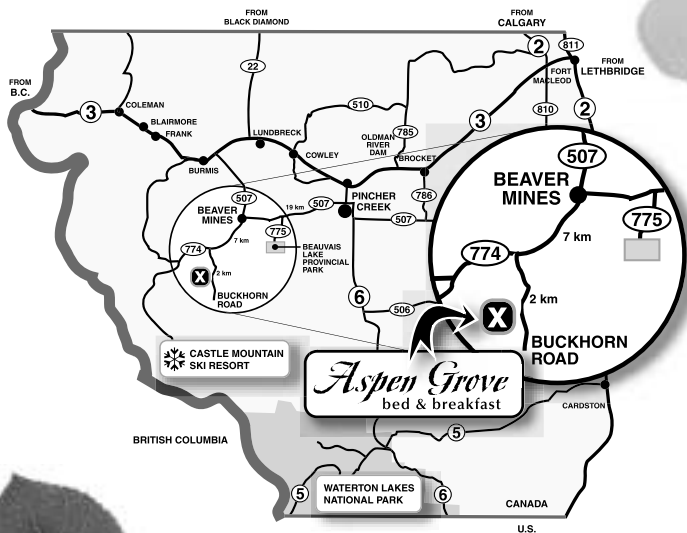 FROM
BLACK DIAMOND
FROM
CALGARY
2
811
FROM
LETHBRIDGE
FORT
MACLEOD
22
FROM
B.C.
3
COLEMAN
BLAIRMORE
FRANK
BURMIS
LUNDBRECK
COWLEY
510
OLDMAN
RIVER
DAM
785
3
810
2
BROCKET
786
507
BEAVER
MINES
19 km
507
PINCHER
CREEK
507
775
7 km
BEAUVAIS
LAKE
PROVINCIAL
PARK
774
X
2 km
BUCKHORN
ROAD
6
506
507
BEAVER
MINES
775
7 km
774
2 km
X
BUCKHORN
ROAD
CASTLE MOUNTAIN
SKI RESORT
Aspen Grove
bed & breakfast
CARDSTON
5
BRITISH COLUMBIA
5
WATERTON LAKES
NATIONAL PARK
6
CANADA
U.S.